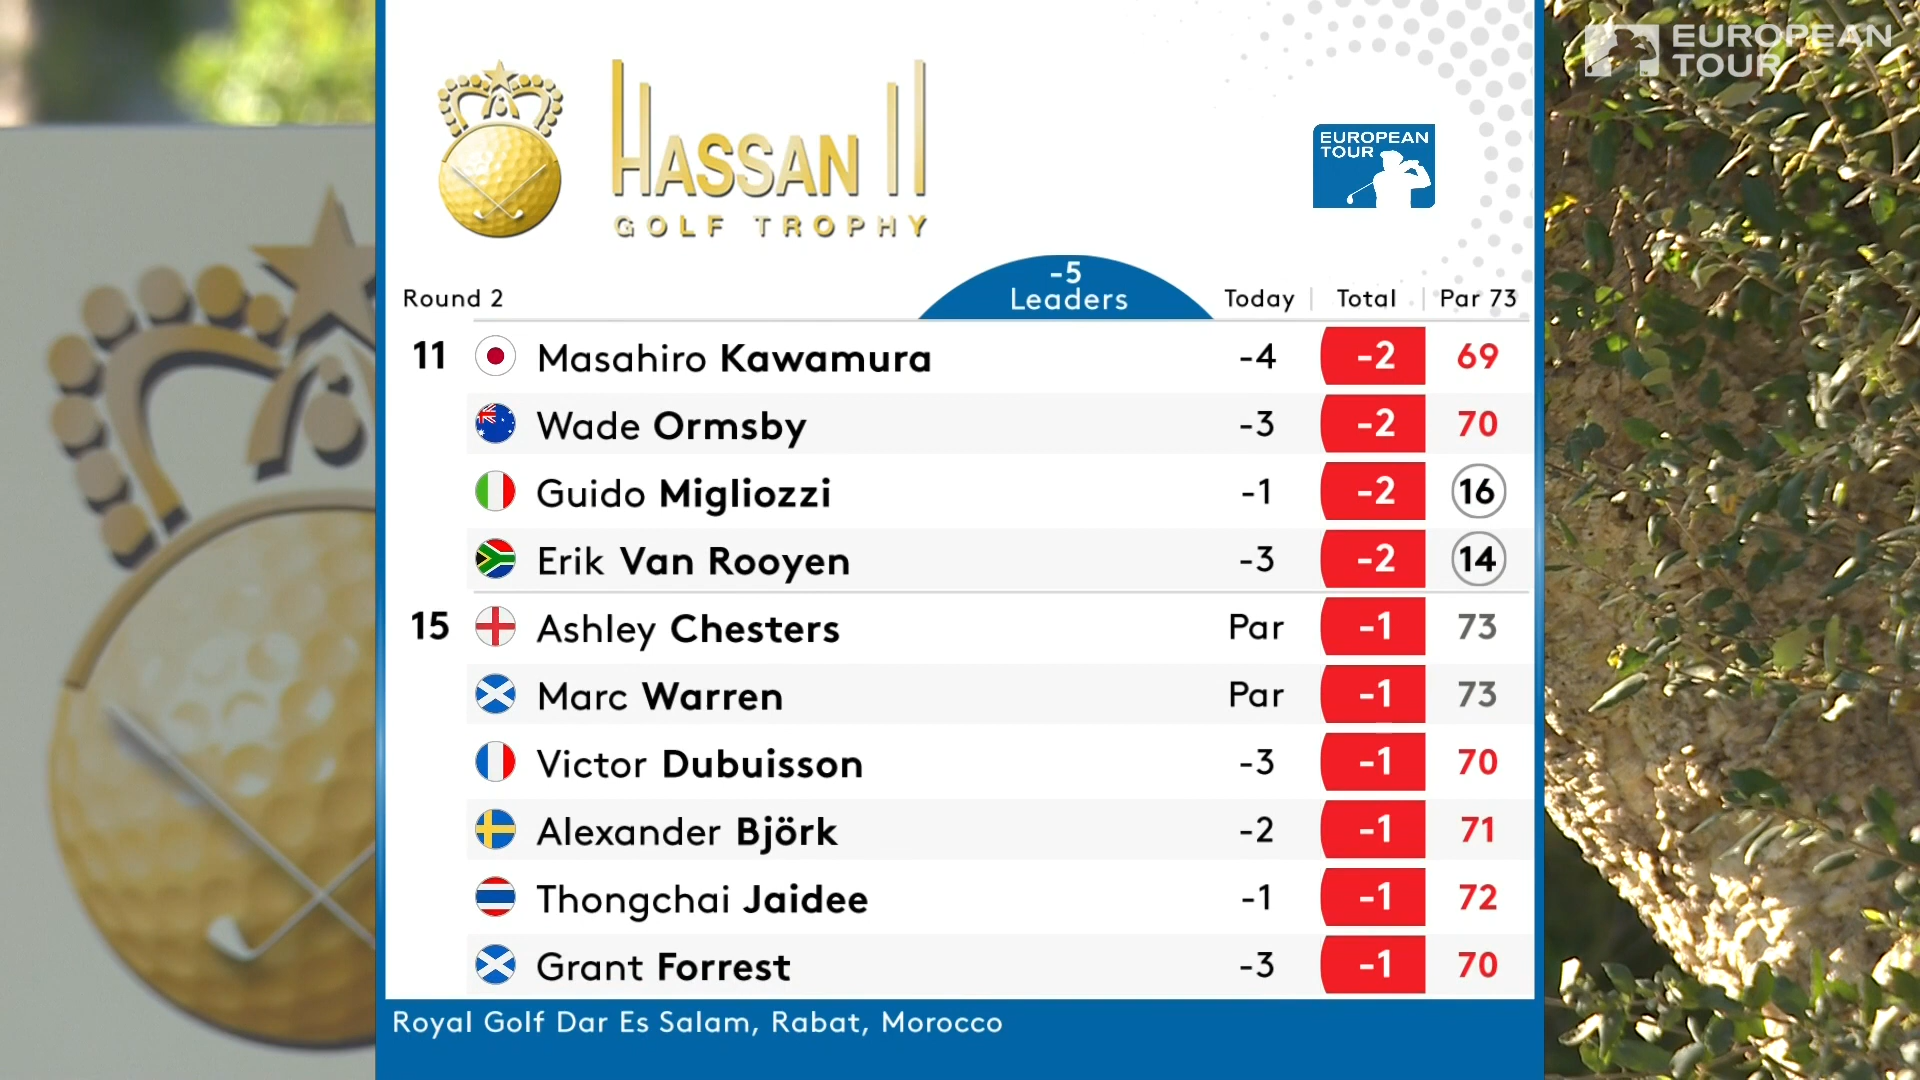 EUROPEAN
TOUR
HASSAN II
GOLF TROPHY
EUROPEAN
TOUR
-5
Round 2 Leaders Today Total Par 73
11 Masahiro Kawamura -4 -2 69
Wade Ormsby -3 -2 70
Guido Migliozzi -1 -2 16
Erik Van Rooyen -3 -2 14
15 Ashley Chesters Par -1 73
Marc Warren Par -1 73
Victor Dubuisson -3 -1 70
Alexander Björk -2 -1 71
Thongchai Jaidee -1 -1 72
Grant Forrest -3 -1 70
Royal Golf Dar Es Salam, Rabat, Morocco